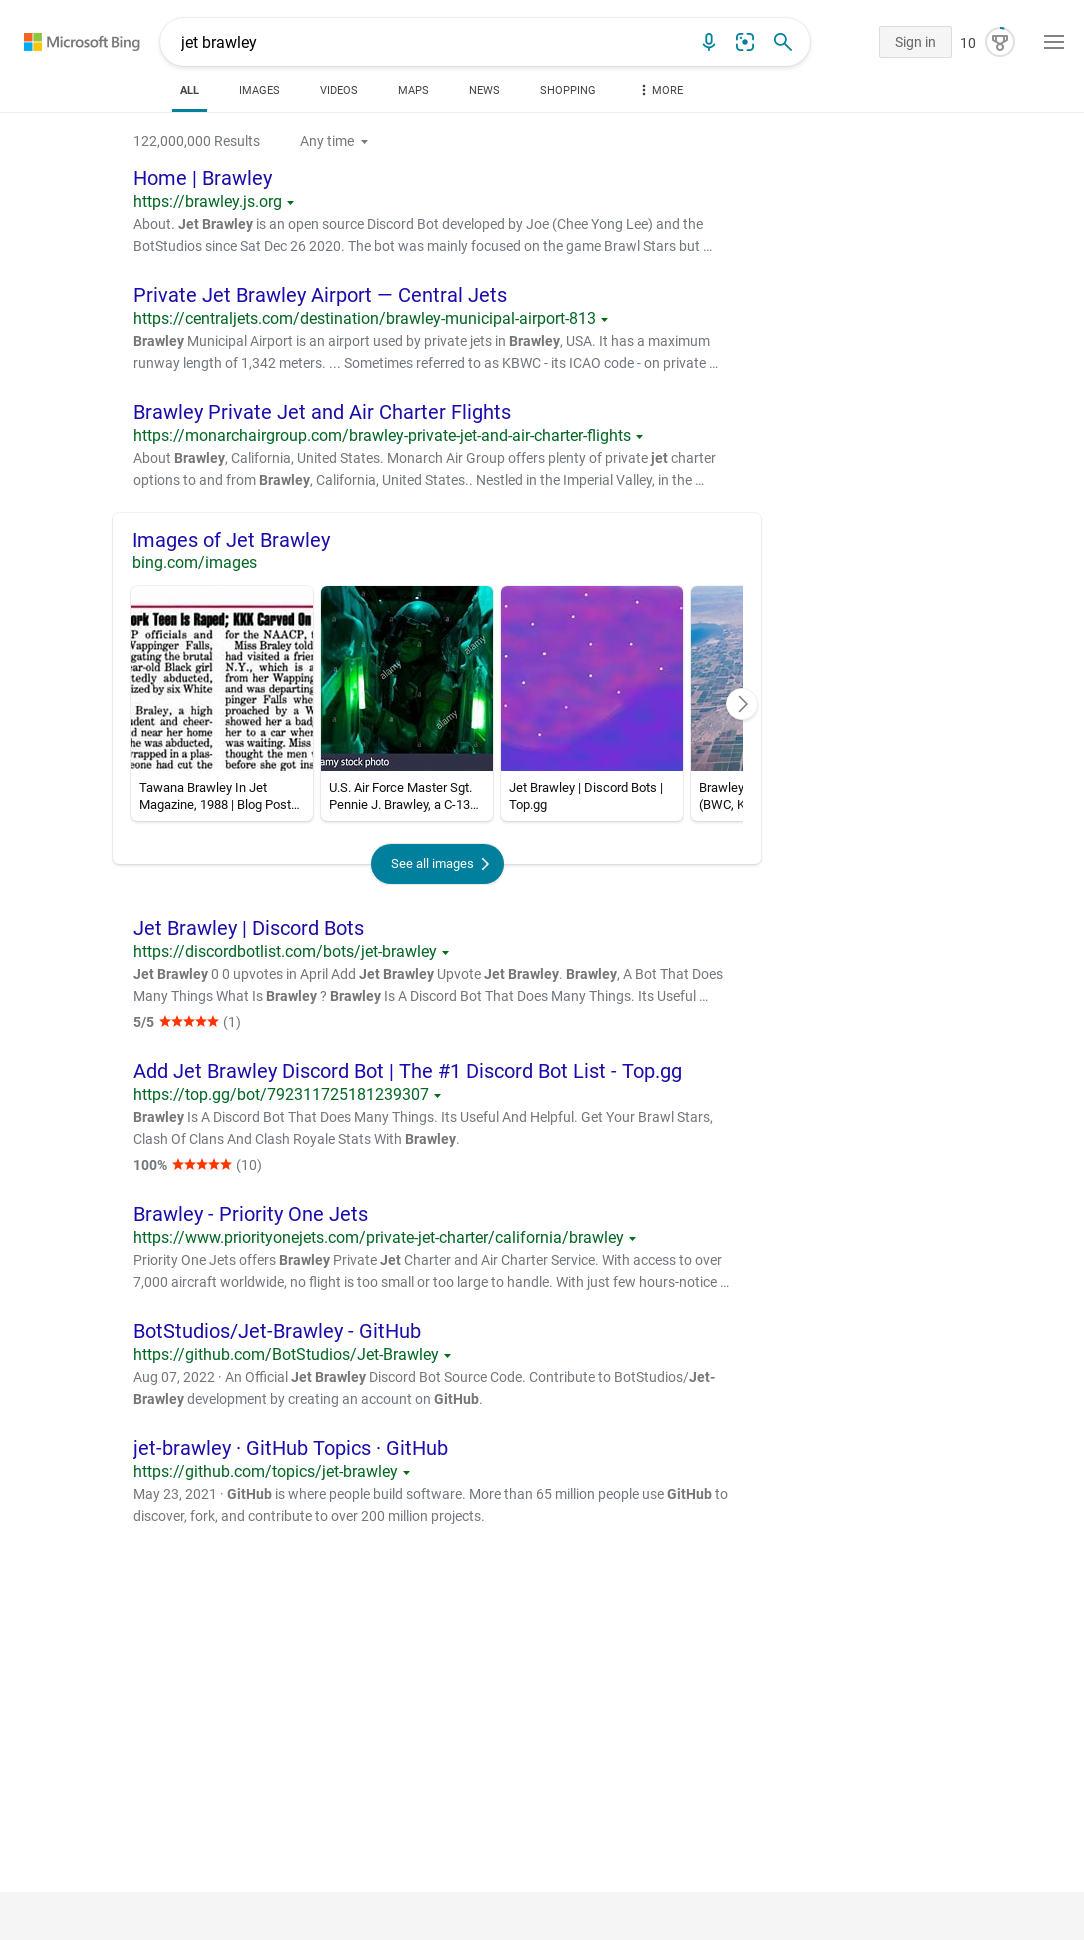 Microsoft Bing
jet brawley
Sign in
10
ALL
IMAGES
VIDEOS
MAPS
NEWS
SHOPPING
MORE
122,000,000 Results
Any time
Home | Brawley
https://brawley.js.org
About. Jet Brawley is an open source Discord Bot developed by Joe (Chee Yong Lee) and the
BotStudios since Sat Dec 26 2020. The bot was mainly focused on the game Brawl Stars but ...
Private Jet Brawley Airport — Central Jets
https://centraljets.com/destination/brawley-municipal-airport-813
Brawley Municipal Airport is an airport used by private jets in Brawley, USA. It has a maximum
runway length of 1,342 meters. ... Sometimes referred to as KBWC - its ICAO code - on private ...
Brawley Private Jet and Air Charter Flights
https://monarchairgroup.com/brawley-private-jet-and-air-charter-flights
About Brawley, California, United States. Monarch Air Group offers plenty of private jet charter
options to and from Brawley, California, United States.. Nestled in the Imperial Valley, in the ...
Images of Jet Brawley
bing.com/images
ork Teen Is Raped; KKK Carved On
P officials and
Wappinger Falls,
gating the brutal
ear-old Black girl
tedly abducted,
ized by six White
Braley, a high
udent and cheer-
d near her home
he was abducted,
wrapped in a plas-
eone had cut the
for the NAACP, f
Miss Braley told
had visited a frie
N.Y., which is a
from her Wapping
and was departing
pinger Falls whe
proached by a W
showed her a bad
her to a car wher
was waiting. Miss
thought the men
before she got ins
alamy
alamy
alamy
amy stock photo
Tawana Brawley In Jet
Magazine, 1988 | Blog Post...
U.S. Air Force Master Sgt.
Pennie J. Brawley, a C-13...
Jet Brawley | Discord Bots |
Top.gg
Brawley
(BWC, K
See all images
Jet Brawley | Discord Bots
https://discordbotlist.com/bots/jet-brawley
Jet Brawley 0 0 upvotes in April Add Jet Brawley Upvote Jet Brawley. Brawley, A Bot That Does
Many Things What Is Brawley ? Brawley Is A Discord Bot That Does Many Things. Its Useful ...
5/5 ★★★★★ (1)
Add Jet Brawley Discord Bot | The #1 Discord Bot List - Top.gg
https://top.gg/bot/792311725181239307
Brawley Is A Discord Bot That Does Many Things. Its Useful And Helpful. Get Your Brawl Stars,
Clash Of Clans And Clash Royale Stats With Brawley.
100% ★★★★★ (10)
Brawley - Priority One Jets
https://www.priorityonejets.com/private-jet-charter/california/brawley
Priority One Jets offers Brawley Private Jet Charter and Air Charter Service. With access to over
7,000 aircraft worldwide, no flight is too small or too large to handle. With just few hours-notice ...
BotStudios/Jet-Brawley - GitHub
https://github.com/BotStudios/Jet-Brawley
Aug 07, 2022 · An Official Jet Brawley Discord Bot Source Code. Contribute to BotStudios/Jet-
Brawley development by creating an account on GitHub.
jet-brawley · GitHub Topics · GitHub
https://github.com/topics/jet-brawley
May 23, 2021 · GitHub is where people build software. More than 65 million people use GitHub to
discover, fork, and contribute to over 200 million projects.